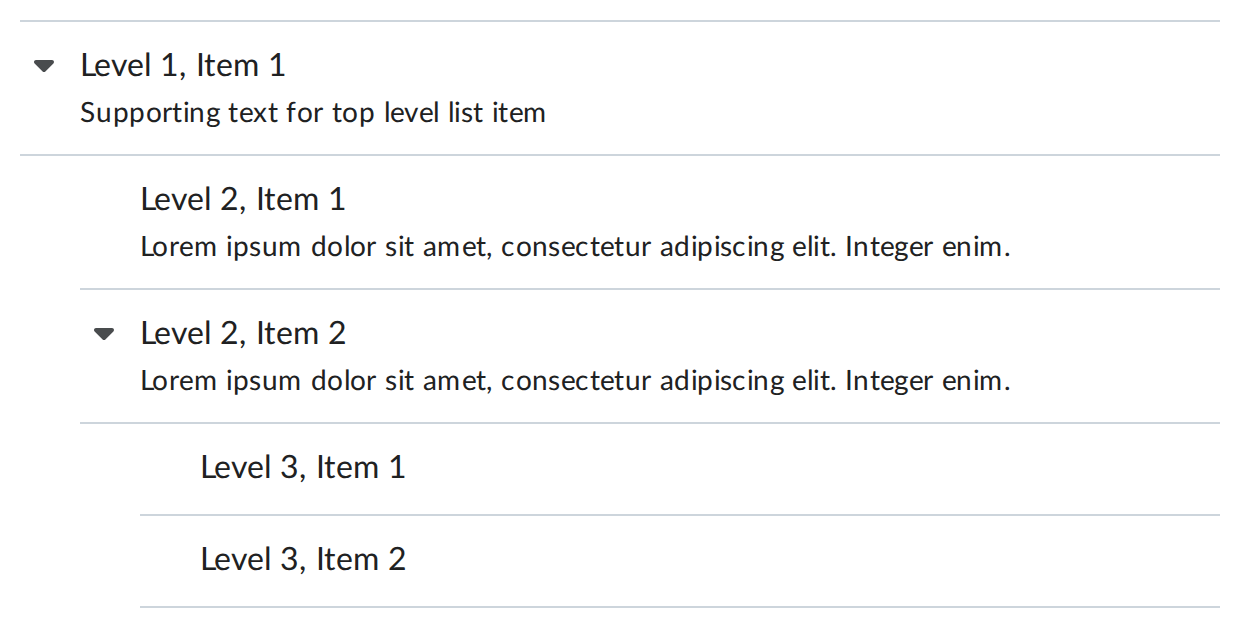 Level 1, Item 1
Supporting text for top level list item
Level 2, Item 1
Lorem ipsum dolor sit amet, consectetur adipiscing elit. Integer enim.
Level 2, Item 2
Lorem ipsum dolor sit amet, consectetur adipiscing elit. Integer enim.
Level 3, Item 1
Level 3, Item 2